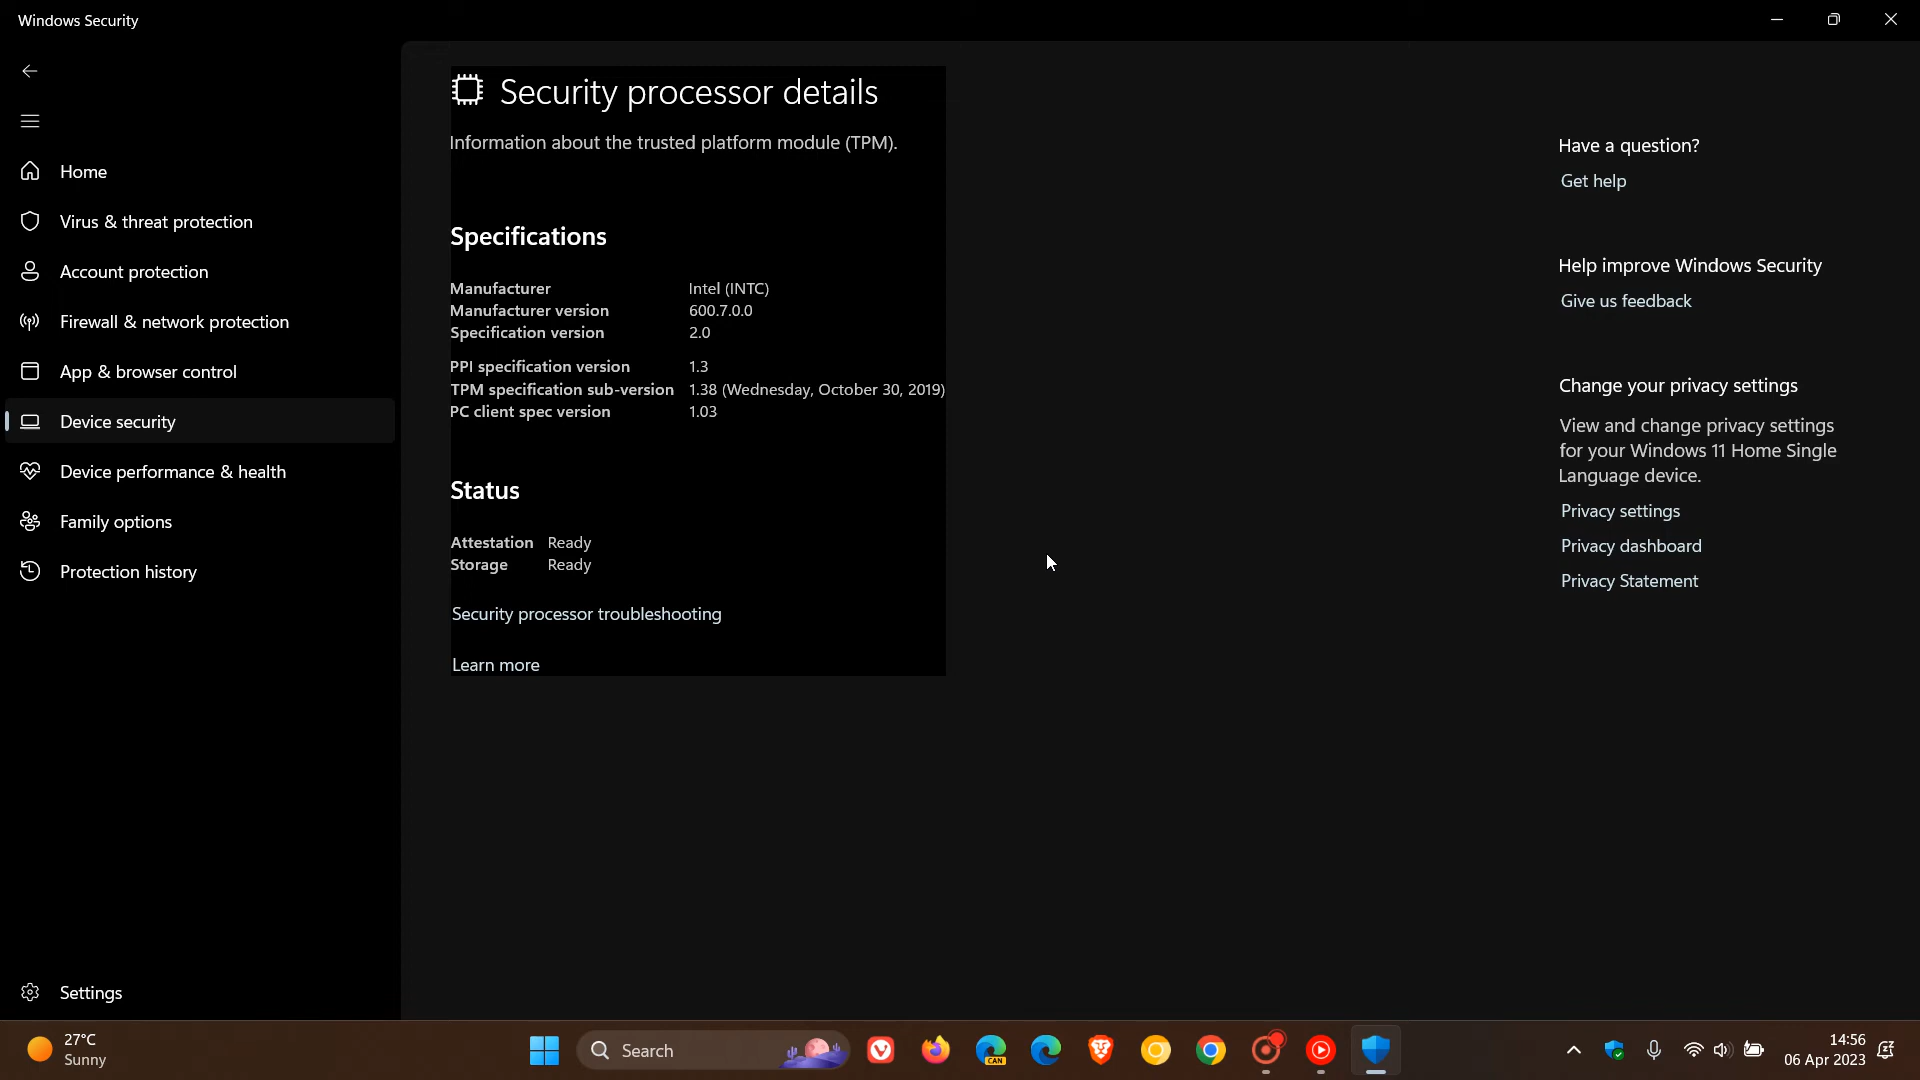 Windows Security
Home
Virus & threat protection
Account protection
Firewall & network protection
App & browser control
Device security
Device performance & health
Family options
Protection history
Settings
Security processor details
Information about the trusted platform module (TPM).
Specifications
Manufacturer Intel (INTC)
Manufacturer version 600.7.0.0
Specification version 2.0
PPI specification version 1.3
TPM specification sub-version 1.38 (Wednesday, October 30, 2019)
PC client spec version 1.03
Status
Attestation Ready
Storage Ready
Security processor troubleshooting
Learn more
Have a question?
Get help
Help improve Windows Security
Give us feedback
Change your privacy settings
View and change privacy settings
for your Windows 11 Home Single
Language device.
Privacy settings
Privacy dashboard
Privacy Statement
27°C
Sunny
Search
CAN
14:56
06 Apr 2023